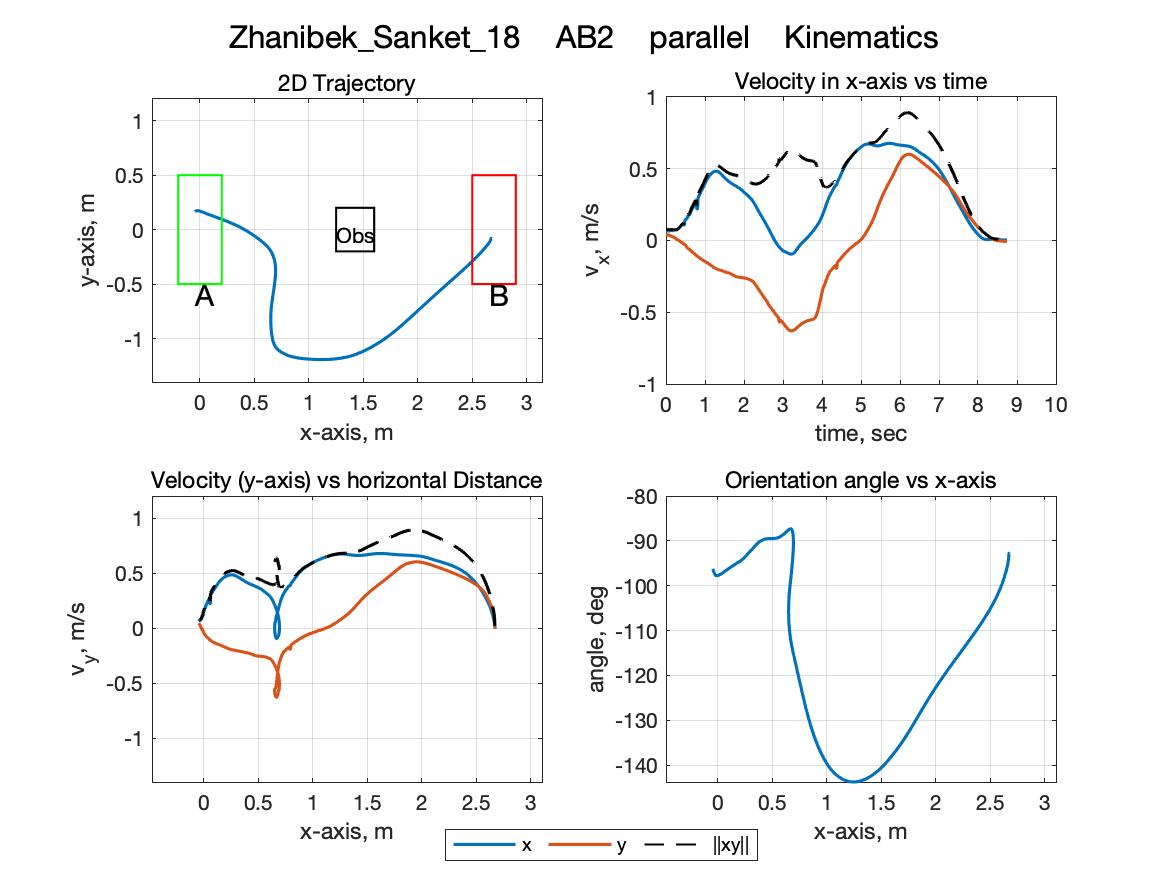 Zhanibek_Sanket_18 AB2 parallel Kinematics
2D Trajectory
1
0.5
0
-0.5
-1
y-axis, m
A
Obs
B
0 0.5 1 1.5 2 2.5 3
x-axis, m
Velocity in x-axis vs time
1
0.5
0
-0.5
-1
v_x, m/s
0 1 2 3 4 5 6 7 8 9 10
time, sec
Velocity (y-axis) vs horizontal Distance
1
0.5
0
-0.5
-1
v_y, m/s
0 0.5 1 1.5 2 2.5 3
x-axis, m
Orientation angle vs x-axis
-80
-90
-100
-110
-120
-130
-140
angle, deg
0 0.5 1 1.5 2 2.5 3
x-axis, m
x y ||xy||